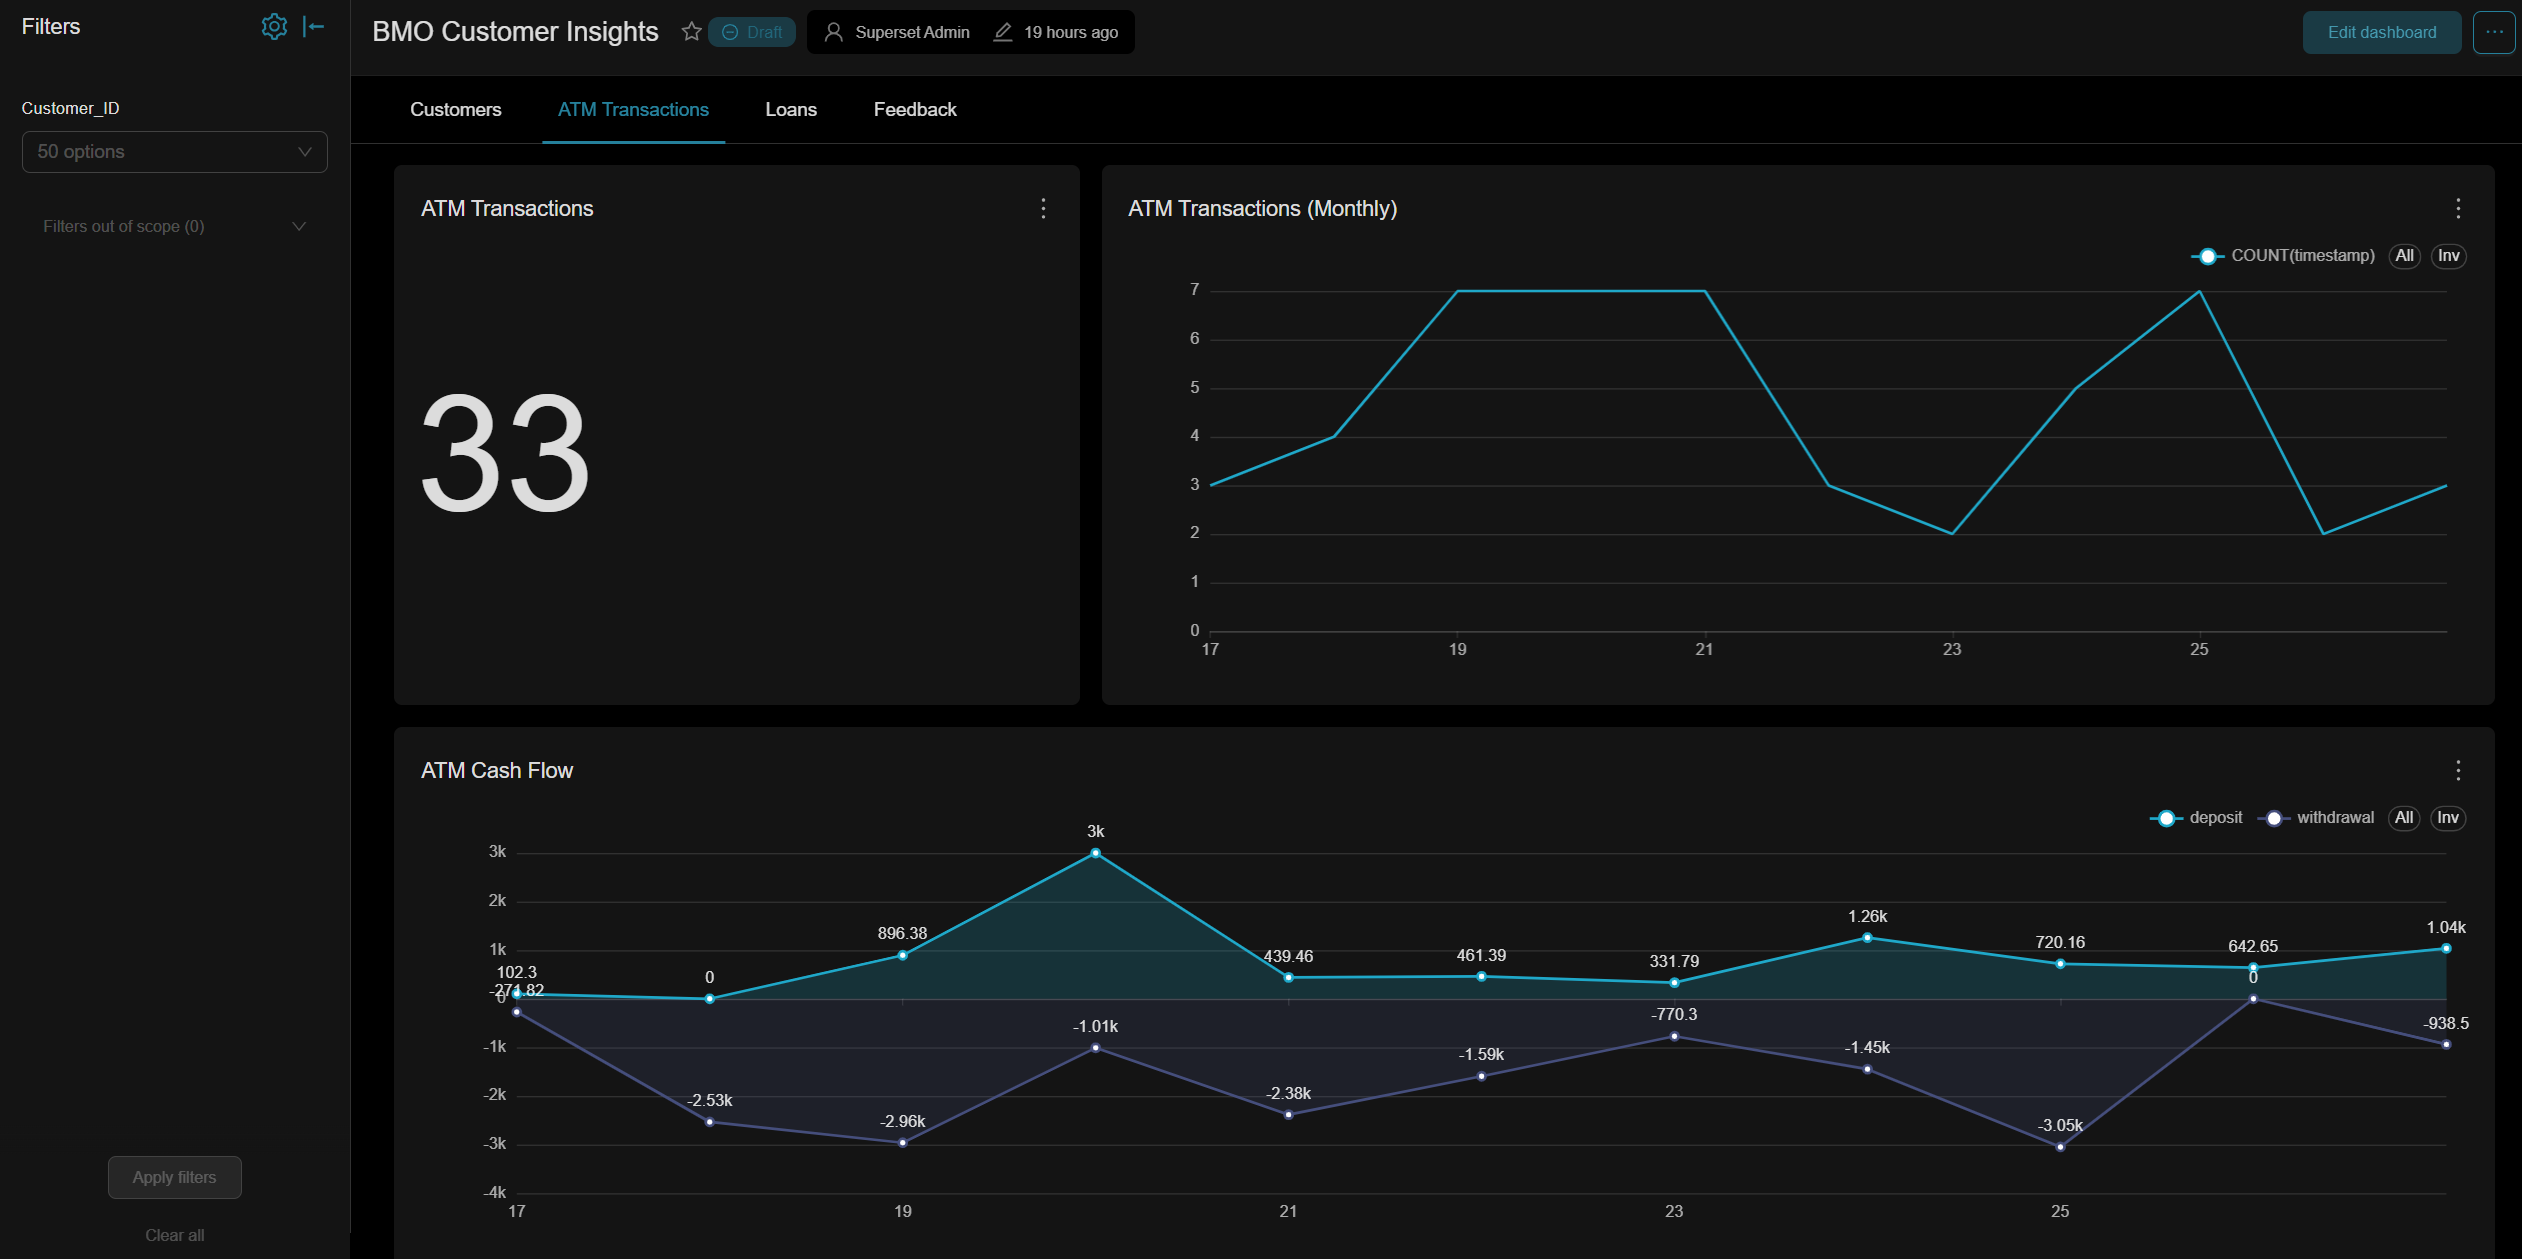 Filters
Customer_ID
50 options
Filters out of scope (0)
Apply filters
Clear all
BMO Customer Insights
Draft
Superset Admin
19 hours ago
Edit dashboard
Customers
ATM Transactions
Loans
Feedback
ATM Transactions
33
ATM Transactions (Monthly)
COUNT(timestamp) All Inv
7
6
5
4
3
2
1
0
17 19 21 23 25
ATM Cash Flow
deposit withdrawal All Inv
3k
2k
1k
0
-1k
-2k
-3k
-4k
102.3
0
896.38
3k
439.46
461.39
331.79
1.26k
720.16
642.65
1.04k
-271.82
-2.53k
-2.96k
-1.01k
-2.38k
-1.59k
-770.3
-1.45k
-3.05k
0
-938.5
17 19 21 23 25